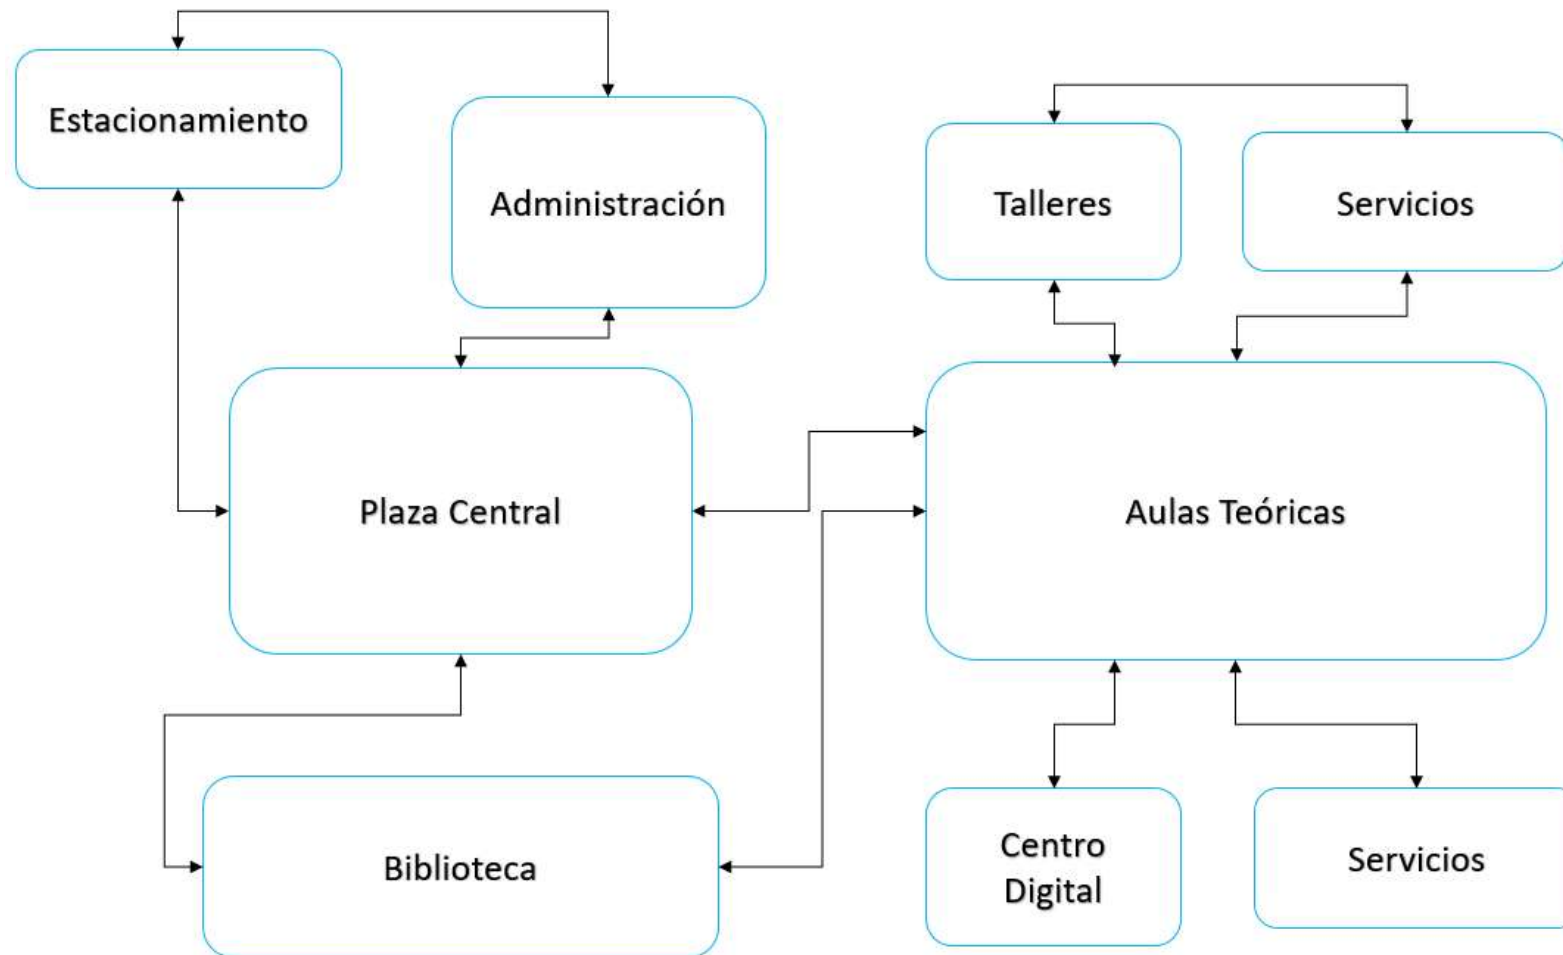 Estacionamiento
Administración
Talleres
Servicios
Plaza Central
Aulas Teóricas
Biblioteca
Centro
Digital
Servicios